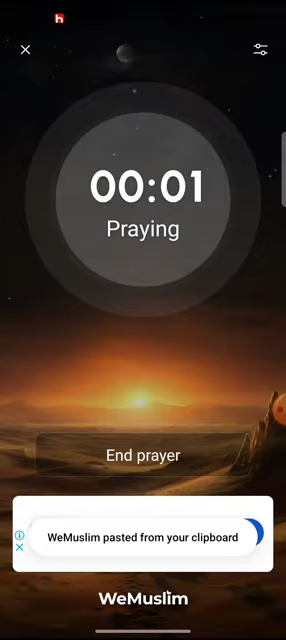 00:01
Praying
End prayer
WeMuslim pasted from your clipboard
WeMuslim